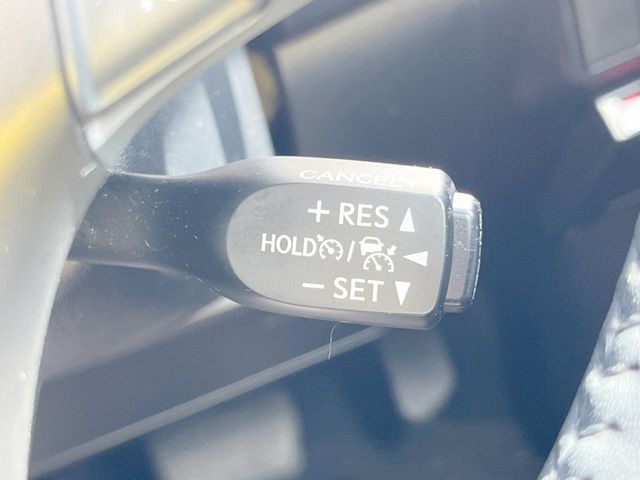 CANCEL▼
+ RES ▲
HOLD / ◀
− SET ▼